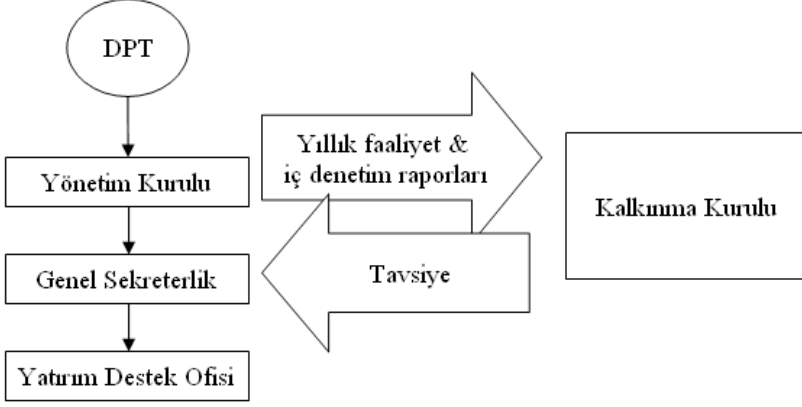 DPT
Yönetim Kurulu
Genel Sekreterlik
Yatırım Destek Ofisi
Yıllık faaliyet &
iç denetim raporları
Tavsiye
Kalkınma Kurulu